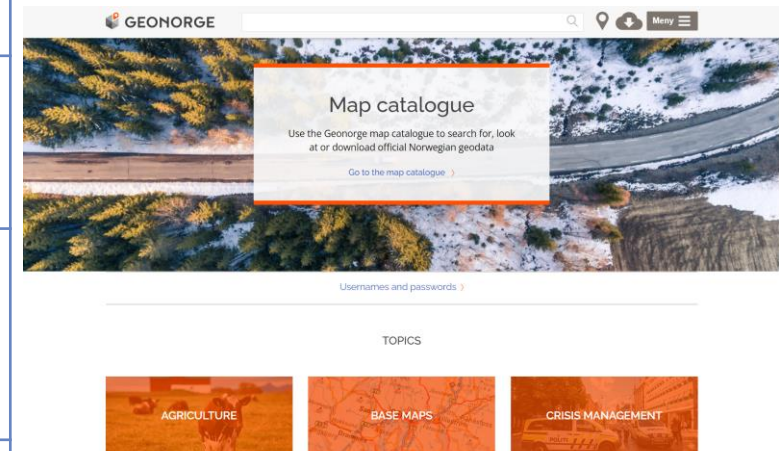 GEONORGE
Meny
Map catalogue
Use the Geonorge map catalogue to search for, look
at or download official Norwegian geodata
Go to the map catalogue
Usernames and passwords
TOPICS
AGRICULTURE
BASE MAPS
CRISIS MANAGEMENT
POLITI